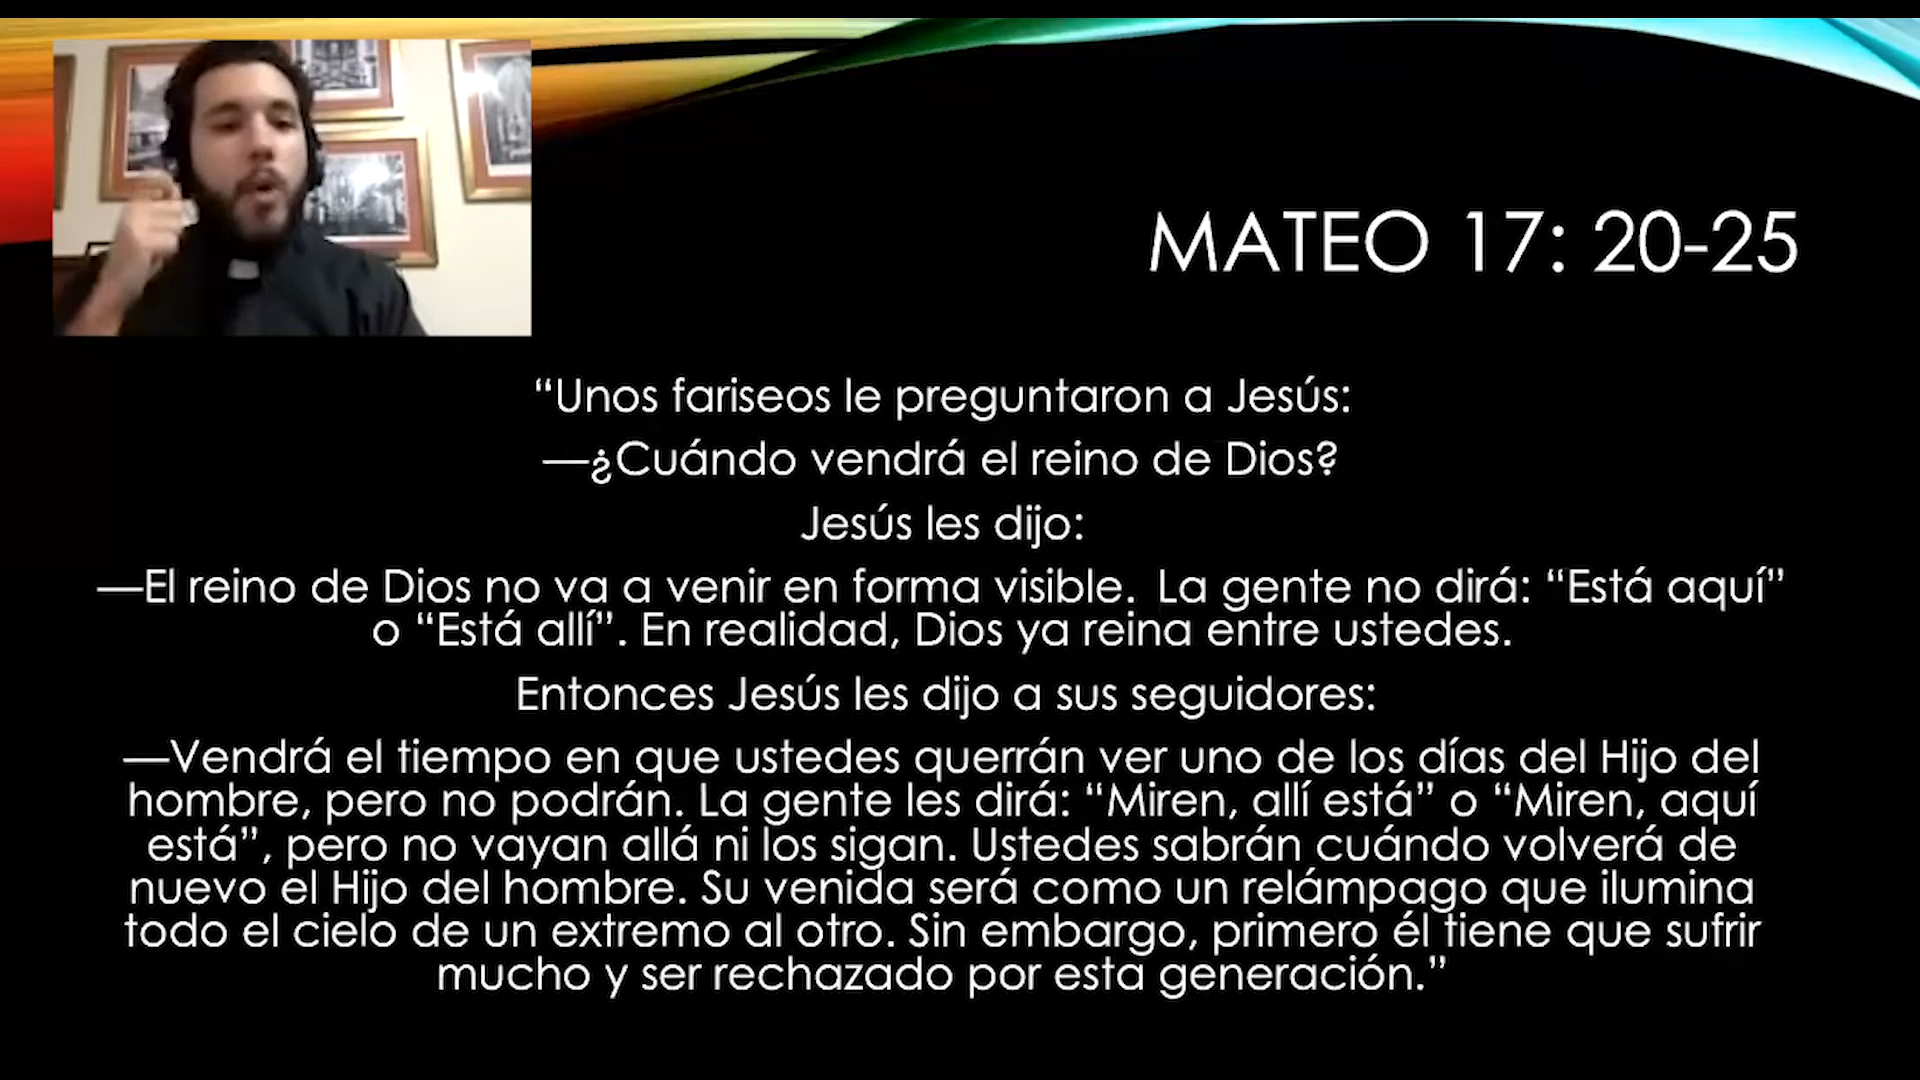 MATEO 17: 20-25
“Unos fariseos le preguntaron a Jesús:
—¿Cuándo vendrá el reino de Dios?
Jesús les dijo:
—El reino de Dios no va a venir en forma visible. La gente no dirá: “Está aquí”
o “Está allí”. En realidad, Dios ya reina entre ustedes.
Entonces Jesús les dijo a sus seguidores:
—Vendrá el tiempo en que ustedes querrán ver uno de los días del Hijo del
hombre, pero no podrán. La gente les dirá: “Miren, allí está” o “Miren, aquí
está”, pero no vayan allá ni los sigan. Ustedes sabrán cuándo volverá de
nuevo el Hijo del hombre. Su venida será como un relámpago que ilumina
todo el cielo de un extremo al otro. Sin embargo, primero él tiene que sufrir
mucho y ser rechazado por esta generación.”